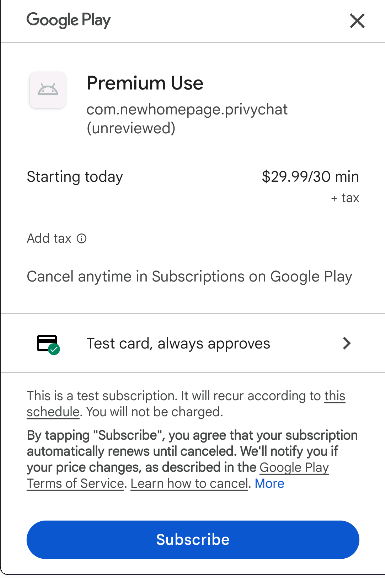 Google Play
Premium Use
com.newhomepage.privychat
(unreviewed)
Starting today
$29.99/30 min
+ tax
Add tax
Cancel anytime in Subscriptions on Google Play
Test card, always approves
This is a test subscription. It will recur according to this
schedule. You will not be charged.
By tapping "Subscribe", you agree that your subscription
automatically renews until canceled. We'll notify you if
your price changes, as described in the Google Play
Terms of Service. Learn how to cancel. More
Subscribe